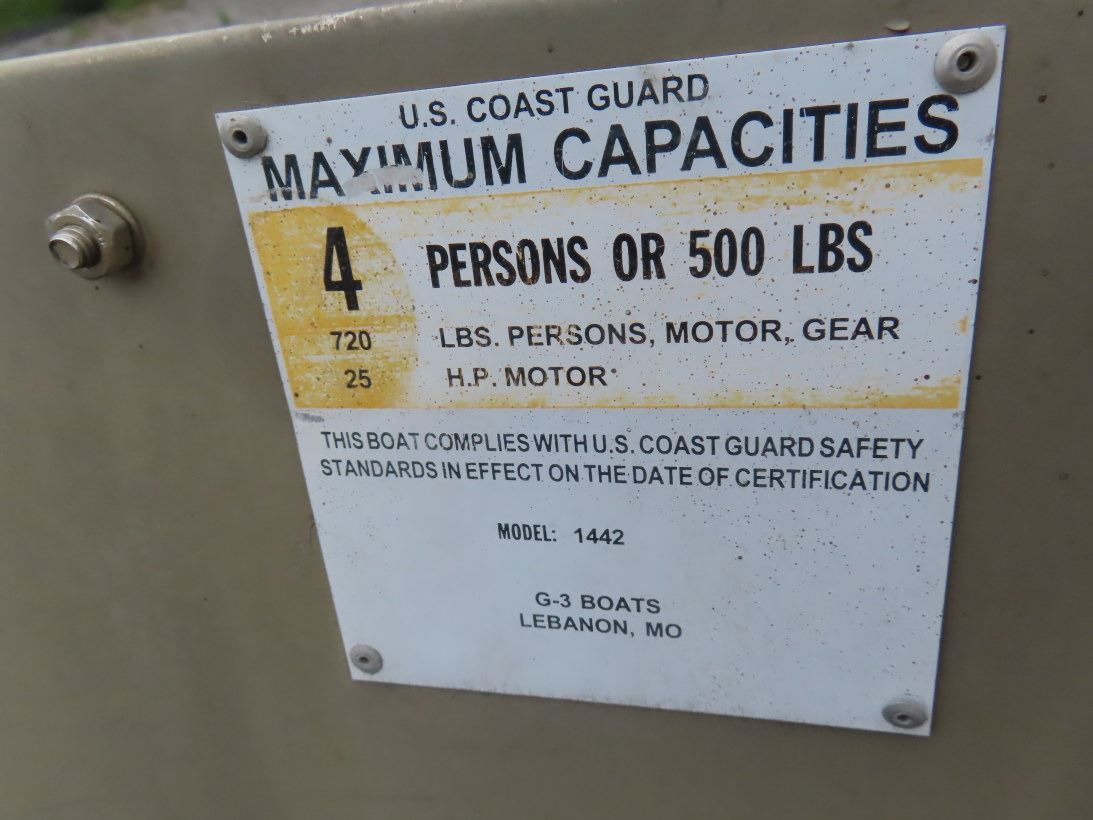 U.S. COAST GUARD
MAXIMUM CAPACITIES
4 PERSONS OR 500 LBS
720 LBS. PERSONS, MOTOR, GEAR
25 H.P. MOTOR
THIS BOAT COMPLIES WITH U.S. COAST GUARD SAFETY
STANDARDS IN EFFECT ON THE DATE OF CERTIFICATION
MODEL: 1442
G-3 BOATS
LEBANON, MO